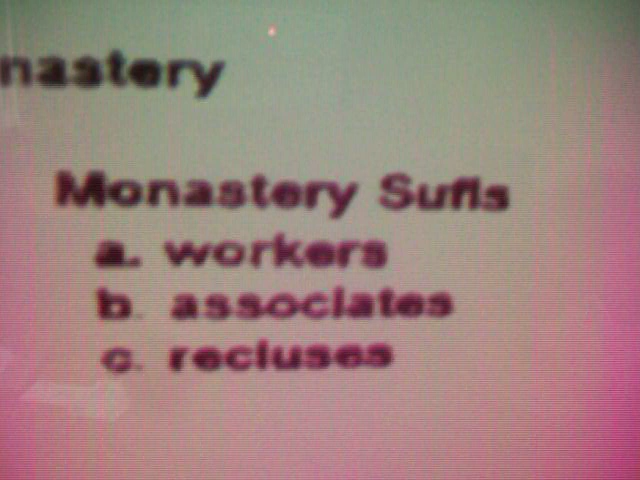 nastery
Monastery Sufis
a. workers
b. associates
c. recluses